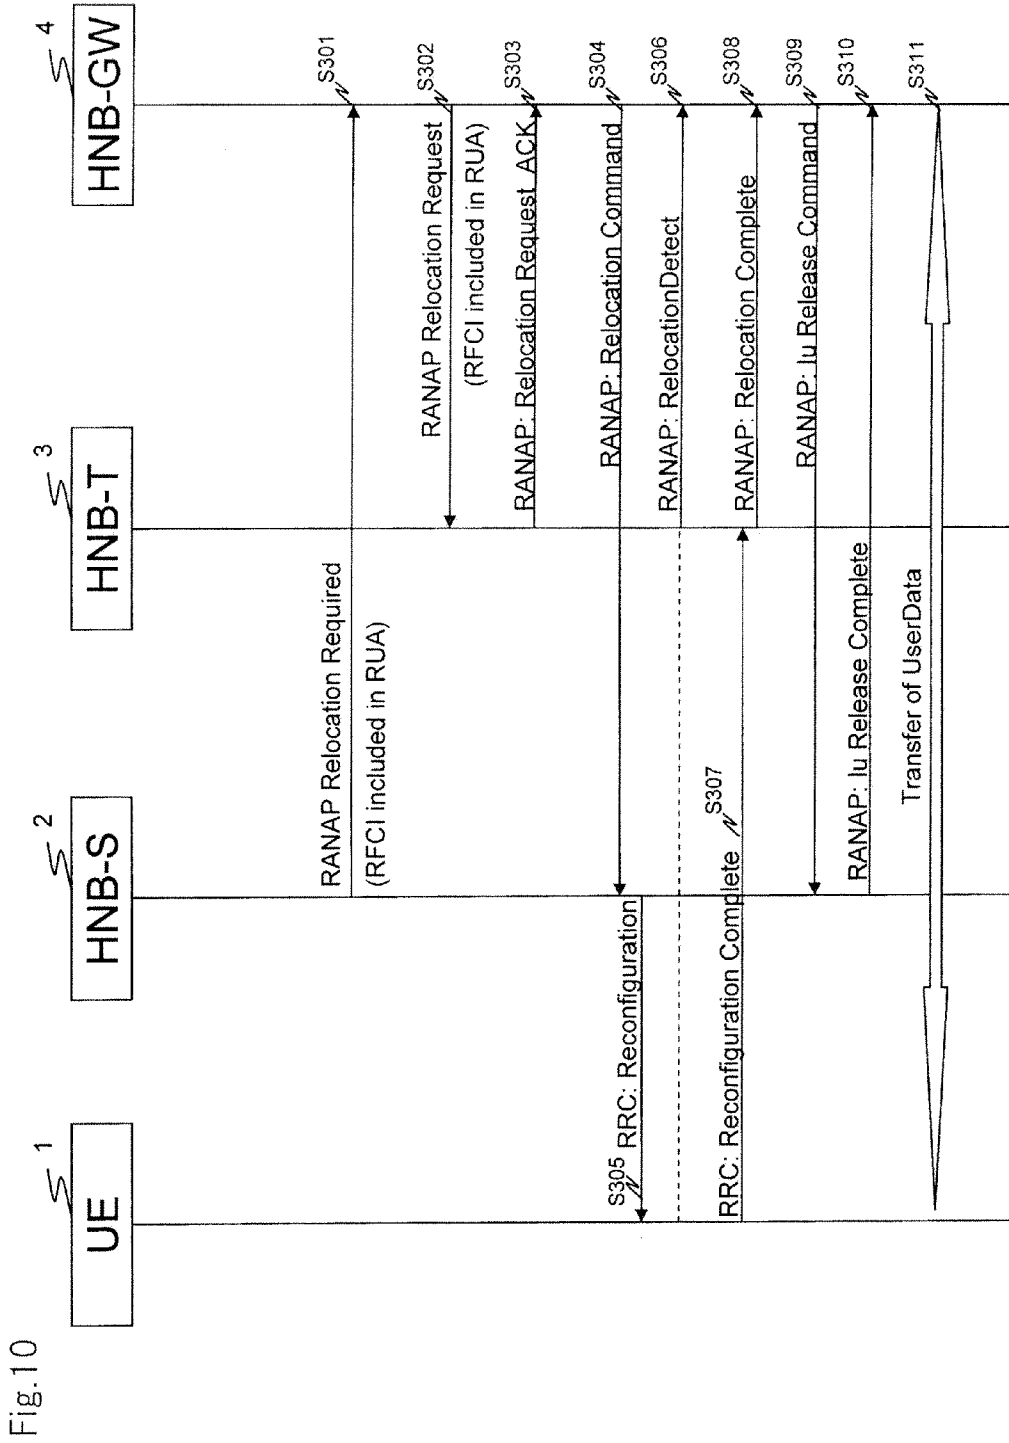 Fig.10
UE
1
HNB-S
2
HNB-T
3
HNB-GW
4
RANAP Relocation Required
(RFCI included in RUA)
S301
RANAP Relocation Request
(RFCI included in RUA)
S302
RANAP: Relocation Request ACK
S303
RANAP: Relocation Command
S304
S305
RRC: Reconfiguration
RANAP: RelocationDetect
S306
RRC: Reconfiguration Complete
S307
RANAP: Relocation Complete
S308
RANAP: Iu Release Command
S309
RANAP: Iu Release Complete
S310
Transfer of UserData
S311